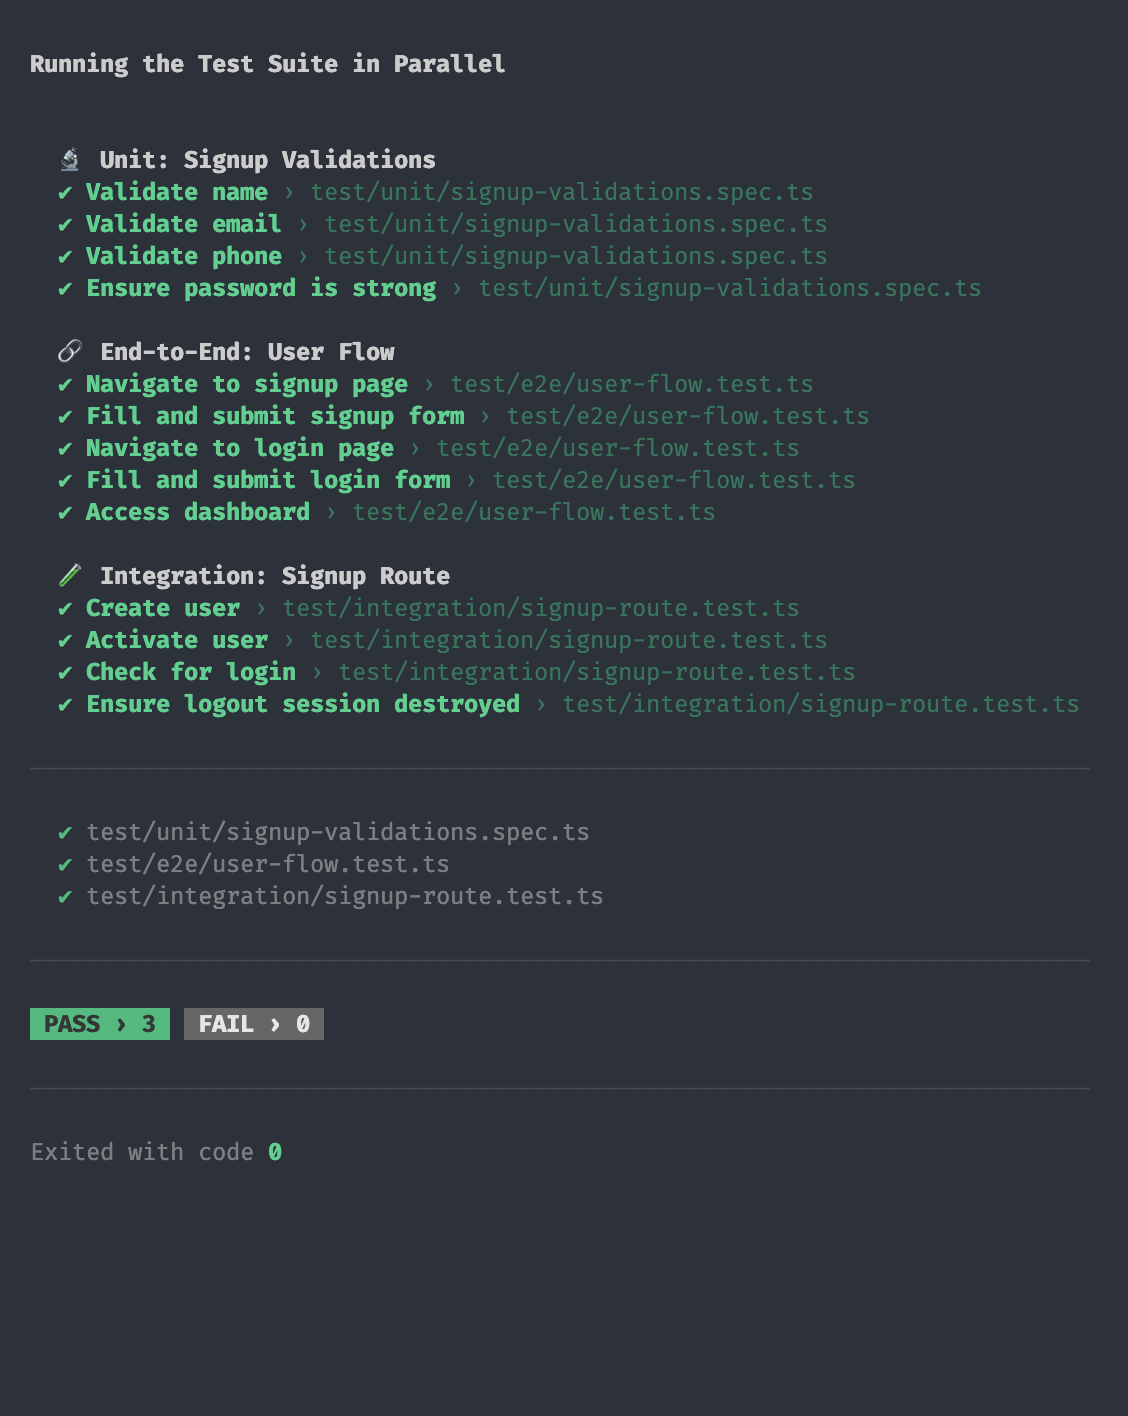 Running the Test Suite in Parallel
🔬 Unit: Signup Validations
✔ Validate name › test/unit/signup-validations.spec.ts
✔ Validate email › test/unit/signup-validations.spec.ts
✔ Validate phone › test/unit/signup-validations.spec.ts
✔ Ensure password is strong › test/unit/signup-validations.spec.ts
🔗 End-to-End: User Flow
✔ Navigate to signup page › test/e2e/user-flow.test.ts
✔ Fill and submit signup form › test/e2e/user-flow.test.ts
✔ Navigate to login page › test/e2e/user-flow.test.ts
✔ Fill and submit login form › test/e2e/user-flow.test.ts
✔ Access dashboard › test/e2e/user-flow.test.ts
🧪 Integration: Signup Route
✔ Create user › test/integration/signup-route.test.ts
✔ Activate user › test/integration/signup-route.test.ts
✔ Check for login › test/integration/signup-route.test.ts
✔ Ensure logout session destroyed › test/integration/signup-route.test.ts
✔ test/unit/signup-validations.spec.ts
✔ test/e2e/user-flow.test.ts
✔ test/integration/signup-route.test.ts
PASS › 3 FAIL › 0
Exited with code 0